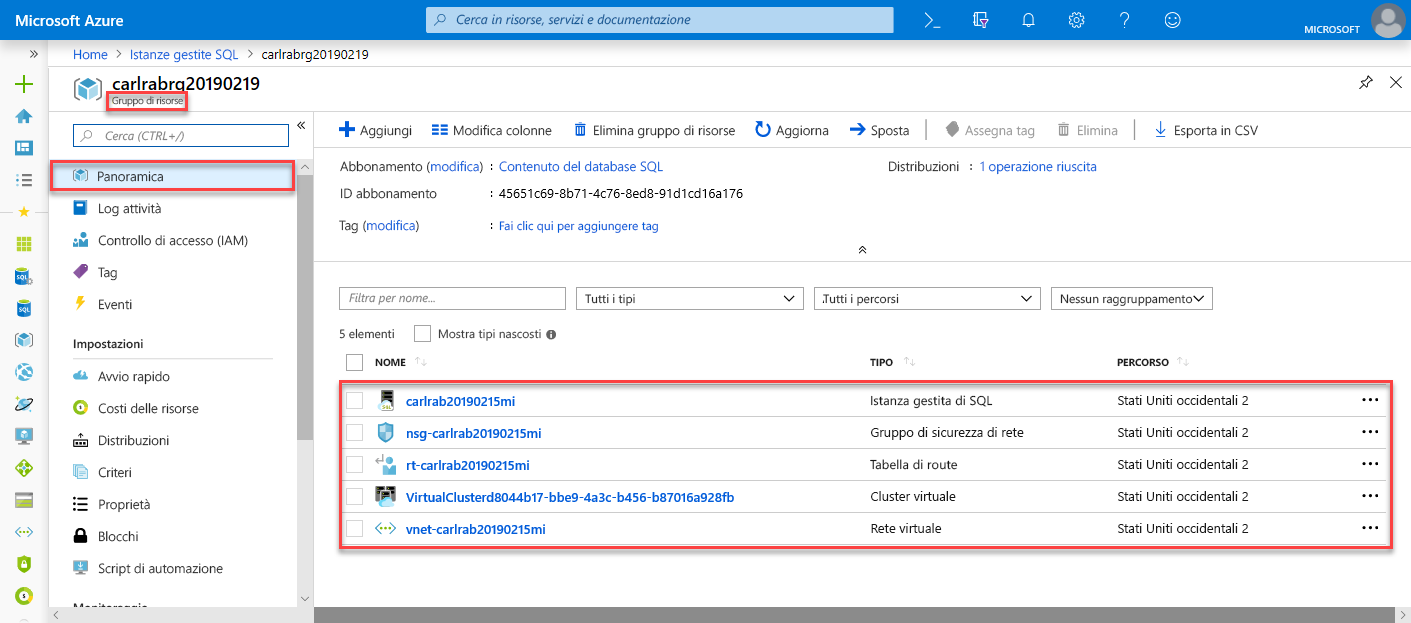 Microsoft Azure
Cerca in risorse, servizi e documentazione
MICROSOFT
Home > Istanze gestite SQL > carlrabrg20190219
carlrabrg20190219
Gruppo di risorse
Cerca (CTRL+/)
Panoramica
Log attività
Controllo di accesso (IAM)
Tag
Eventi
Impostazioni
Avvio rapido
Costi delle risorse
Distribuzioni
Criteri
Proprietà
Blocchi
Script di automazione
Monitoraggio
Aggiungi Modifica colonne Elimina gruppo di risorse Aggiorna Sposta Assegna tag Elimina Esporta in CSV
Abbonamento (modifica) : Contenuto del database SQL Distribuzioni : 1 operazione riuscita
ID abbonamento : 45651c69-8b71-4c76-8ed8-91d1cd16a176
Tag (modifica) : Fai clic qui per aggiungere tag
Filtra per nome... Tutti i tipi .Tutti i percorsi Nessun raggruppamento
5 elementi Mostra tipi nascosti
NOME TIPO PERCORSO
carlrab20190215mi Istanza gestita di SQL Stati Uniti occidentali 2
nsg-carlrab20190215mi Gruppo di sicurezza di rete Stati Uniti occidentali 2
rt-carlrab20190215mi Tabella di route Stati Uniti occidentali 2
VirtualClusterd8044b17-bbe9-4a3c-b456-b87016a928fb Cluster virtuale Stati Uniti occidentali 2
vnet-carlrab20190215mi Rete virtuale Stati Uniti occidentali 2